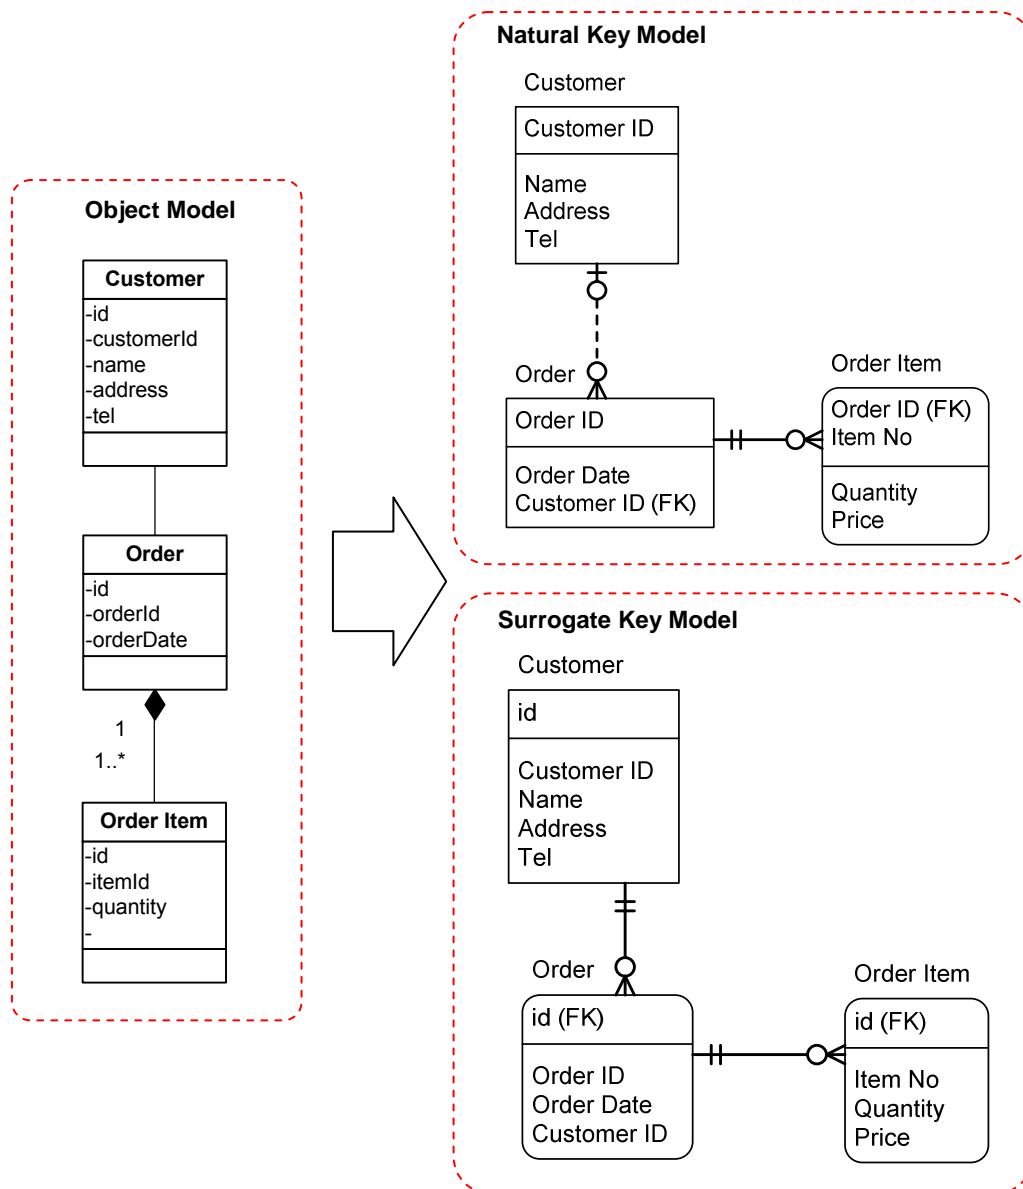 Object Model
Customer
-id
-customerId
-name
-address
-tel
Order
-id
-orderId
-orderDate
1
1..*
Order Item
-id
-itemId
-quantity
-
Natural Key Model
Customer
Customer ID
Name
Address
Tel
Order
Order ID
Order Date
Customer ID (FK)
Order Item
Order ID (FK)
Item No
Quantity
Price
Surrogate Key Model
Customer
id
Customer ID
Name
Address
Tel
Order
id (FK)
Order ID
Order Date
Customer ID
Order Item
id (FK)
Item No
Quantity
Price